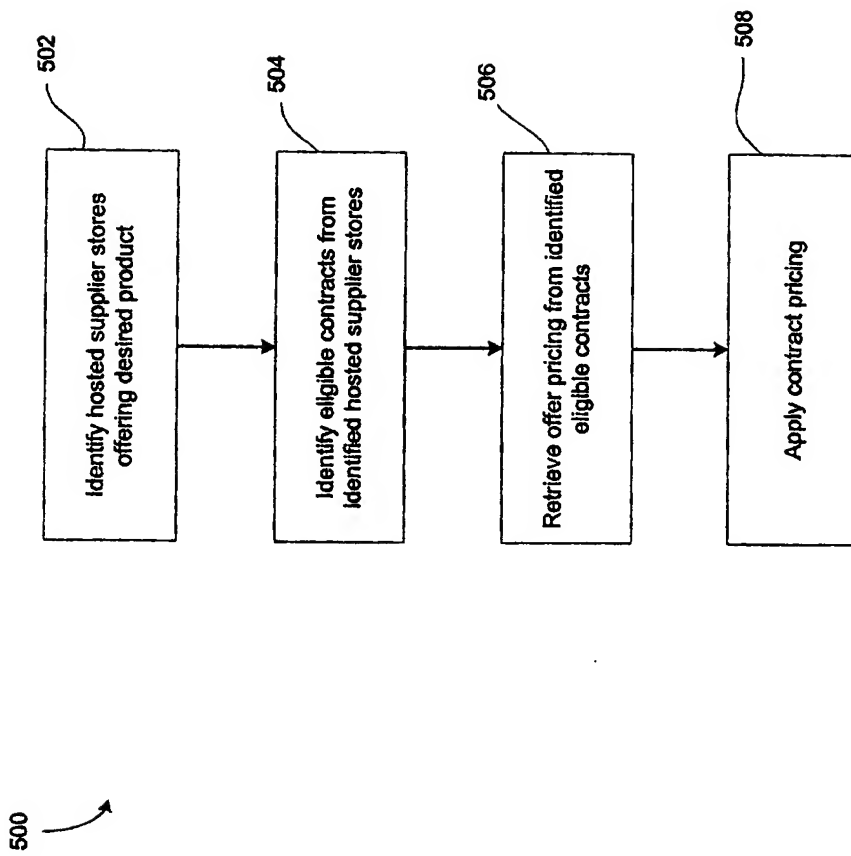 500
502
Identify hosted supplier stores
offering desired product
504
Identify eligible contracts from
identified hosted supplier stores
506
Retrieve offer pricing from identified
eligible contracts
508
Apply contract pricing